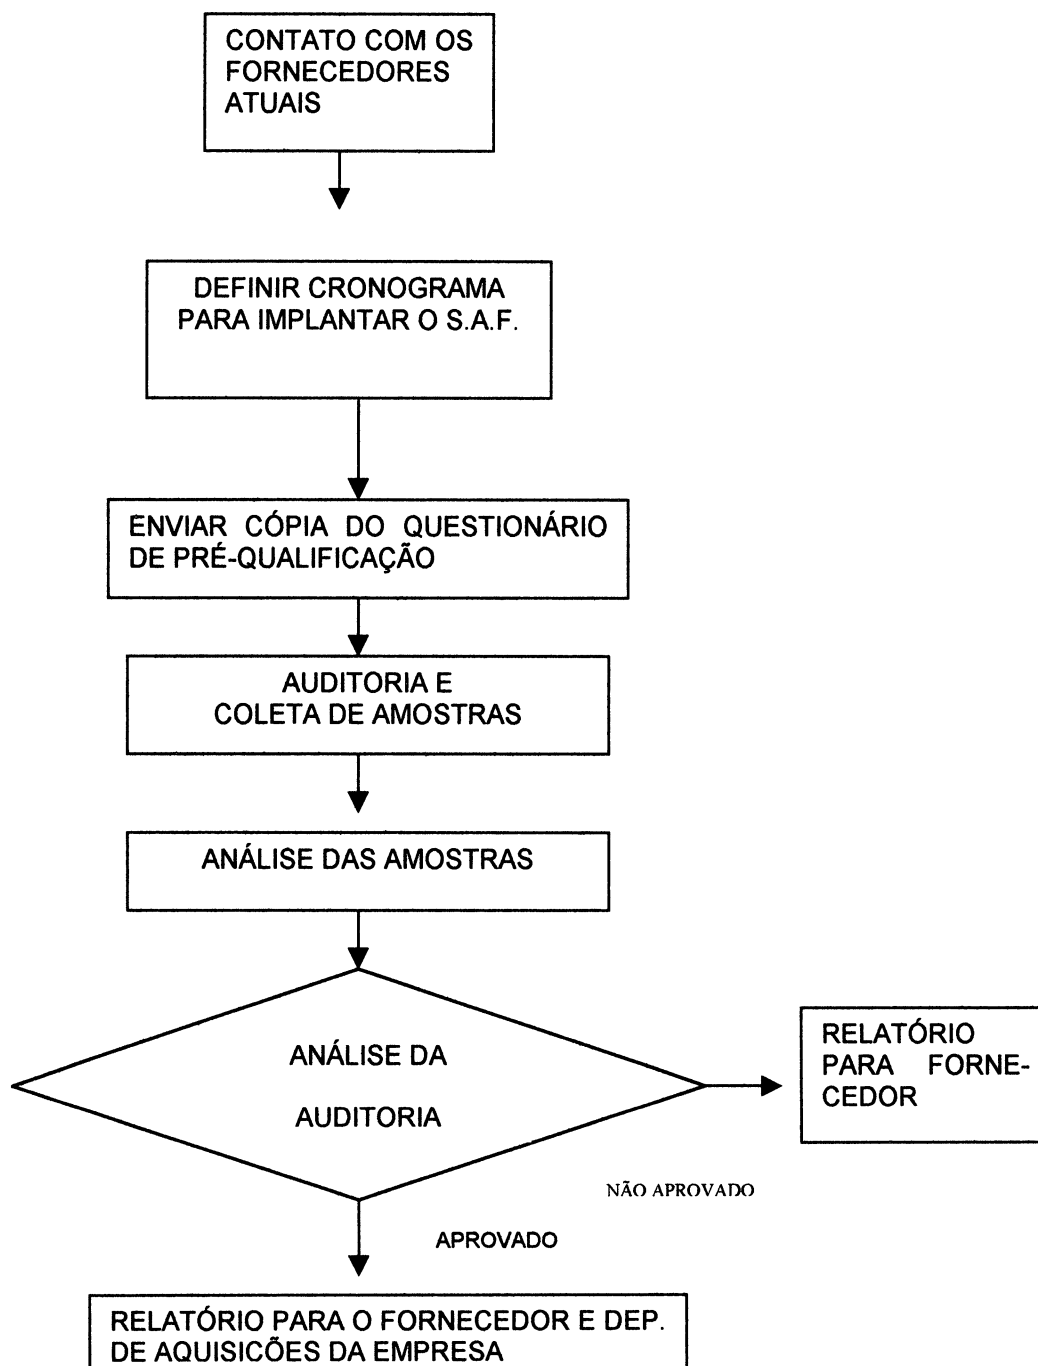 CONTATO COM OS
FORNECEDORES
ATUAIS
DEFINIR CRONOGRAMA
PARA IMPLANTAR O S.A.F.
ENVIAR CÓPIA DO QUESTIONÁRIO
DE PRÉ-QUALIFICAÇÃO
AUDITORIA E
COLETA DE AMOSTRAS
ANÁLISE DAS AMOSTRAS
ANÁLISE DA
AUDITORIA
RELATÓRIO
PARA FORNE-
CEDOR
NÃO APROVADO
APROVADO
RELATÓRIO PARA O FORNECEDOR E DEP.
DE AQUISICÕES DA EMPRESA